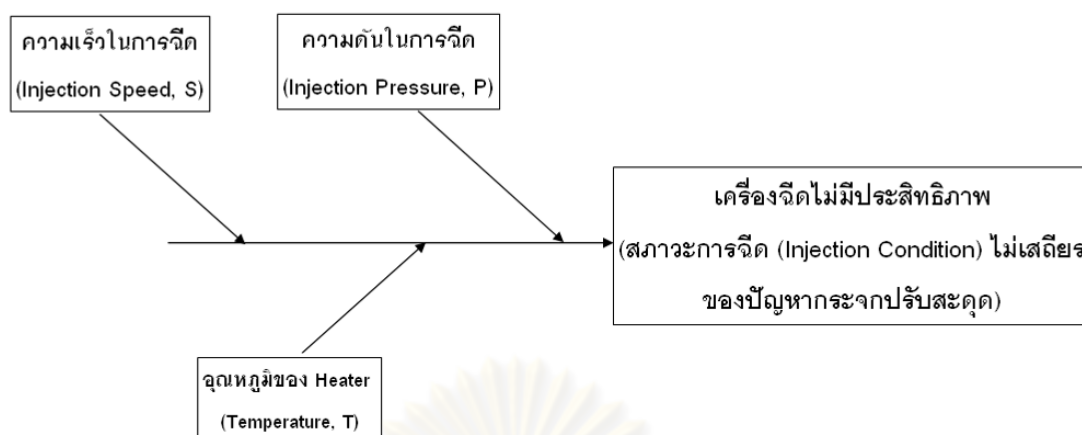 ความเร็วในการฉีด
(Injection Speed, S)
ความดันในการฉีด
(Injection Pressure, P)
เครื่องฉีดไม่มีประสิทธิภาพ
(สภาวะการฉีด (Injection Condition) ไม่เสถียร
ของปัญหากระจกปรับสะดุด)
อุณหภูมิของ Heater
(Temperature, T)